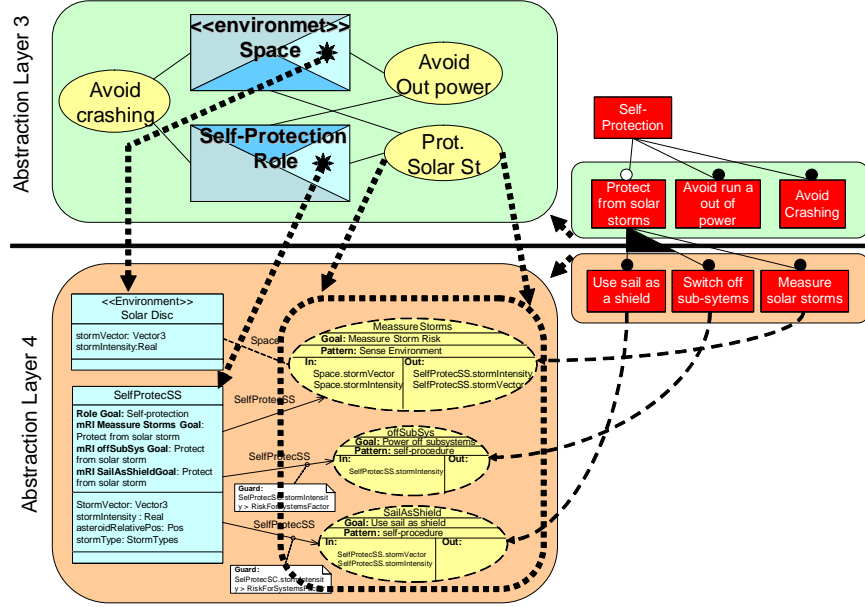 Abstraction Layer 3
<<environmet>>
Space
Avoid
crashing
Avoid
Out power
Self-Protection
Role
Prot.
Solar St
Self-
Protection
Protect
from solar
storms
Avoid run a
out of
power
Avoid
Crashing
Use sail as
a shield
Switch off
sub-sytems
Measure
solar storms
Abstraction Layer 4
<<Environment>>
Solar Disc
stormVector: Vector3
stormIntensity:Real
Space
MeassureStorms
Goal: Measure Storm Risk
Pattern: Sense Environment
In:
Space.stormVector
Space.stormIntensity
Out:
SelfProtecSS.stormIntensity
SelfProtecSS.stormVector
SelfProtecSS
Role Goal: Self-protection
mRI Meassure Storms Goal:
Protect from solar storm
mRI offSubSys Goal: Protect
from solar storm
mRI SailAsShieldGoal: Protect
from solar storm
StormVector: Vector3
stormIntensity : Real
asteroidRelativePos: Pos
stormType: StormTypes
SelfProtecSS
SelfProtecSS
SelfProtecSS
offSubSys
Goal: Power off subsystems
Pattern: self-procedure
In:
Out:
SelfProtecSS.stormIntensity
Guard:
SelProtecSC.stormIntensit
y > RiskForSystemsFactor
SailAsShield
Goal: Use sail as shield
Pattern: self-procedure
In:
Out:
SelfProtecSS.stormVector
SelfProtecSS.stormIntensity
Guard:
SelProtecSC.stormIntensit
y > RiskForSystemsFactor